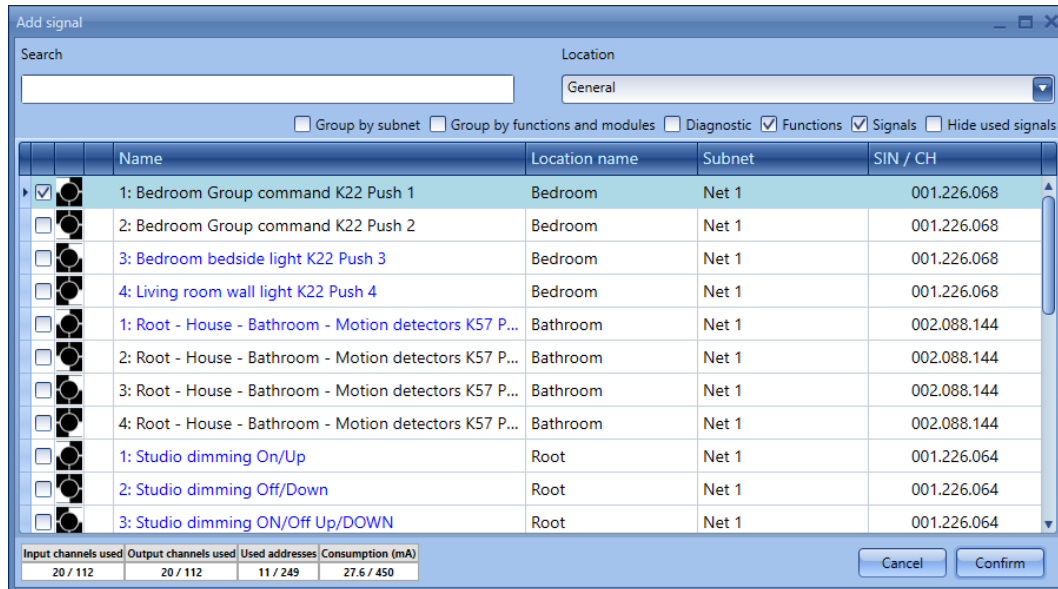 Add signal
Search Location
General
Group by subnet Group by functions and modules Diagnostic Functions Signals Hide used signals
Name Location name Subnet SIN / CH
1: Bedroom Group command K22 Push 1 Bedroom Net 1 001.226.068
2: Bedroom Group command K22 Push 2 Bedroom Net 1 001.226.068
3: Bedroom bedside light K22 Push 3 Bedroom Net 1 001.226.068
4: Living room wall light K22 Push 4 Bedroom Net 1 001.226.068
1: Root - House - Bathroom - Motion detectors K57 P... Bathroom Net 1 002.088.144
2: Root - House - Bathroom - Motion detectors K57 P... Bathroom Net 1 002.088.144
3: Root - House - Bathroom - Motion detectors K57 P... Bathroom Net 1 002.088.144
4: Root - House - Bathroom - Motion detectors K57 P... Bathroom Net 1 002.088.144
1: Studio dimming On/Up Root Net 1 001.226.064
2: Studio dimming Off/Down Root Net 1 001.226.064
3: Studio dimming ON/Off Up/DOWN Root Net 1 001.226.064
Input channels used Output channels used Used addresses Consumption (mA)
20 / 112 20 / 112 11 / 249 27.6 / 450
Cancel Confirm